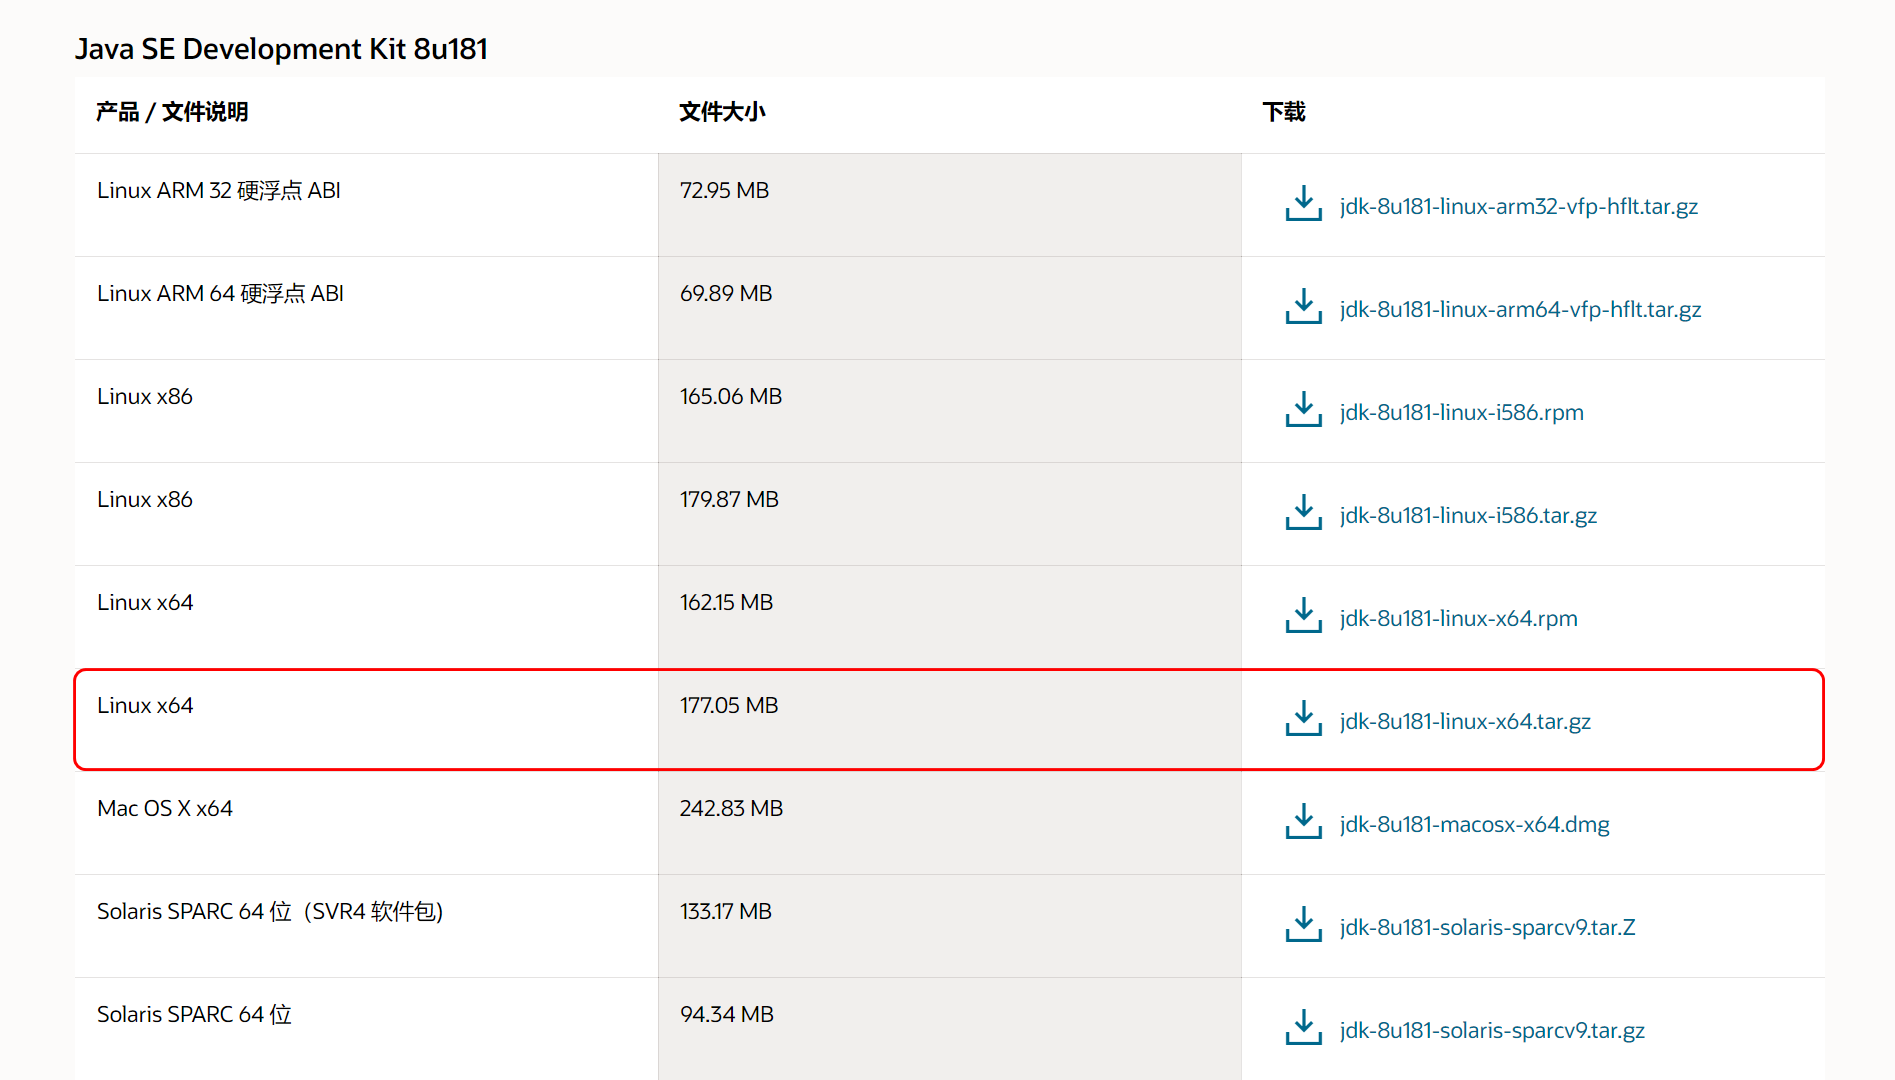 Java SE Development Kit 8u181
产品 / 文件说明 文件大小 下载
Linux ARM 32 硬浮点 ABI 72.95 MB jdk-8u181-linux-arm32-vfp-hflt.tar.gz
Linux ARM 64 硬浮点 ABI 69.89 MB jdk-8u181-linux-arm64-vfp-hflt.tar.gz
Linux x86 165.06 MB jdk-8u181-linux-i586.rpm
Linux x86 179.87 MB jdk-8u181-linux-i586.tar.gz
Linux x64 162.15 MB jdk-8u181-linux-x64.rpm
Linux x64 177.05 MB jdk-8u181-linux-x64.tar.gz
Mac OS X x64 242.83 MB jdk-8u181-macosx-x64.dmg
Solaris SPARC 64 位（SVR4 软件包) 133.17 MB jdk-8u181-solaris-sparcv9.tar.Z
Solaris SPARC 64 位 94.34 MB jdk-8u181-solaris-sparcv9.tar.gz